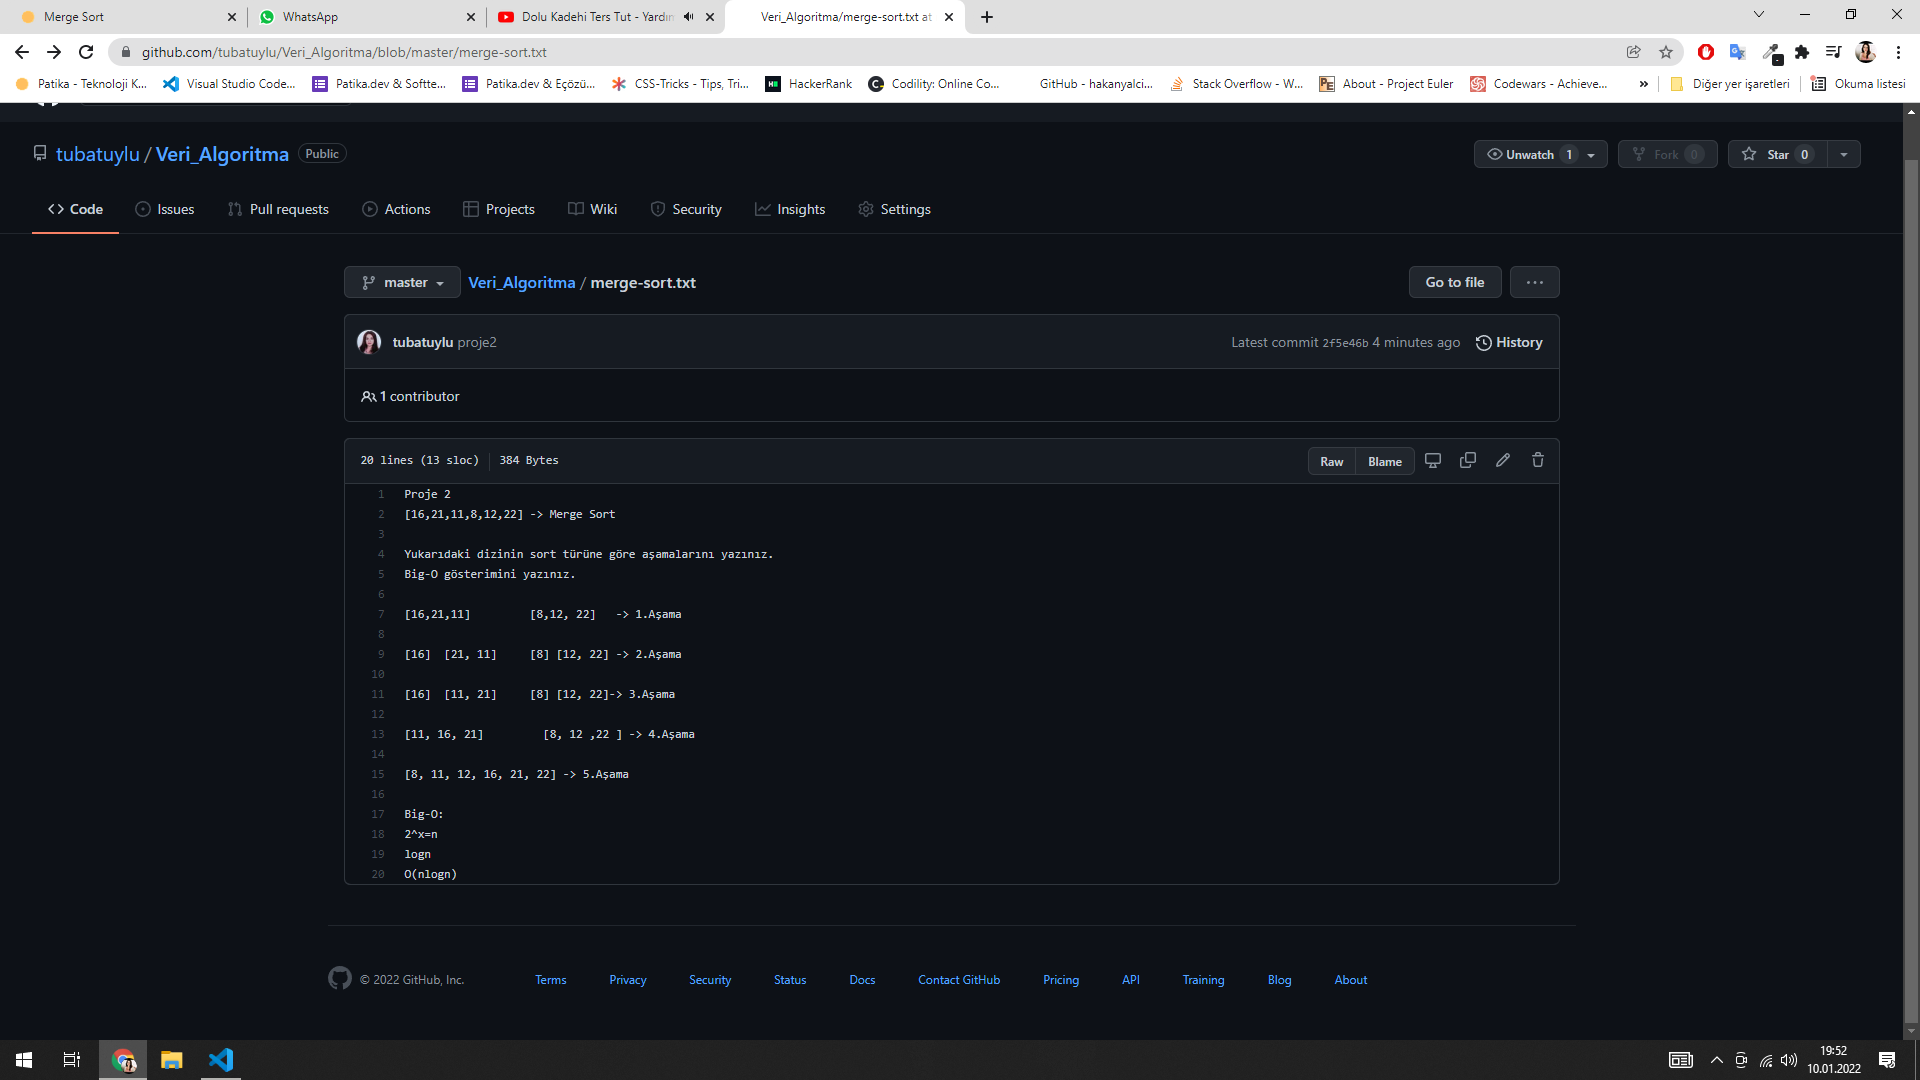 Merge Sort
WhatsApp
Dolu Kadehi Ters Tut - Yardın
Veri_Algoritma/merge-sort.txt at
github.com/tubatuylu/Veri_Algoritma/blob/master/merge-sort.txt
Patika - Teknoloji K...
Visual Studio Code...
Patika.dev & Softte...
Patika.dev & Eçözü...
CSS-Tricks - Tips, Tri...
HackerRank
Codility: Online Co...
GitHub - hakanyalci...
Stack Overflow - W...
About - Project Euler
Codewars - Achieve...
»
Diğer yer işaretleri
Okuma listesi
tubatuylu / Veri_Algoritma Public
Unwatch 1
Fork 0
Star 0
Code
Issues
Pull requests
Actions
Projects
Wiki
Security
Insights
Settings
master
Veri_Algoritma / merge-sort.txt
Go to file
...
tubatuylu proje2
Latest commit 2f5e46b 4 minutes ago
History
1 contributor
20 lines (13 sloc) 384 Bytes
Raw
Blame
1 Proje 2
2 [16,21,11,8,12,22] -> Merge Sort
3
4 Yukarıdaki dizinin sort türüne göre aşamalarını yazınız.
5 Big-O gösterimini yazınız.
6
7 [16,21,11] [8,12, 22] -> 1.Aşama
8
9 [16] [21, 11] [8] [12, 22] -> 2.Aşama
10
11 [16] [11, 21] [8] [12, 22]-> 3.Aşama
12
13 [11, 16, 21] [8, 12 ,22 ] -> 4.Aşama
14
15 [8, 11, 12, 16, 21, 22] -> 5.Aşama
16
17 Big-O:
18 2^x=n
19 logn
20 O(nlogn)
© 2022 GitHub, Inc.
Terms
Privacy
Security
Status
Docs
Contact GitHub
Pricing
API
Training
Blog
About
19:52
10.01.2022